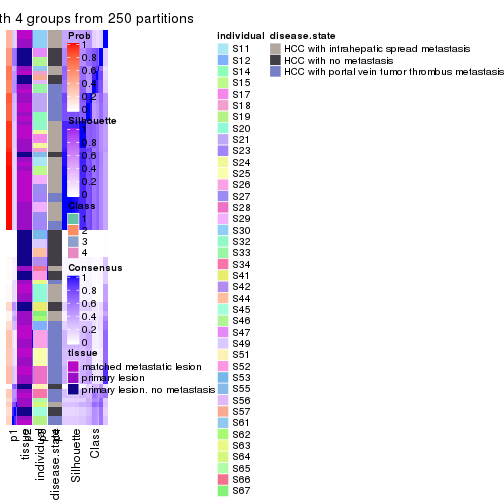 th 4 groups from 250 partitions
Prob
1
0.8
0.6
0.4
0.2
0
Silhouette
1
0.8
0.6
0.4
0.2
0
Class
1
2
3
4
Consensus
1
0.8
0.6
0.4
0.2
0
tissue
matched metastatic lesion
primary lesion
primary lesion. no metastasis
individual
S11
S12
S14
S15
S17
S18
S19
S20
S21
S23
S24
S25
S26
S27
S28
S29
S30
S32
S33
S34
S41
S42
S44
S45
S46
S47
S49
S51
S52
S53
S55
S56
S57
S61
S62
S63
S64
S65
S66
S67
disease.state
HCC with intrahepatic spread metastasis
HCC with no metastasis
HCC with portal vein tumor thrombus metastasis
p1
tissue
individual
disease.state
Silhouette
Class